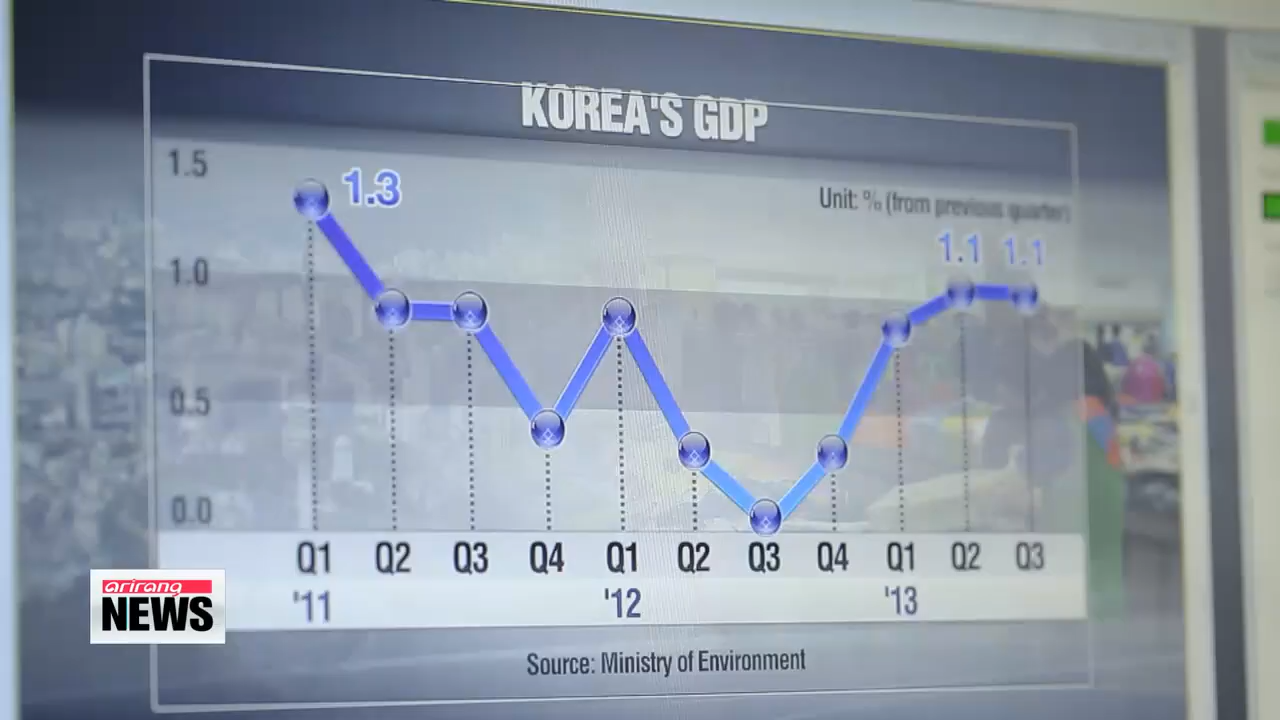 KOREA'S GDP
1.5
1.3
Unit: % (from previous quarter)
1.1 1.1
1.0
0.5
0.0
Q1 Q2 Q3 Q4 Q1 Q2 Q3 Q4 Q1 Q2 Q3
'11 '12 '13
arirang
NEWS
Source: Ministry of Environment